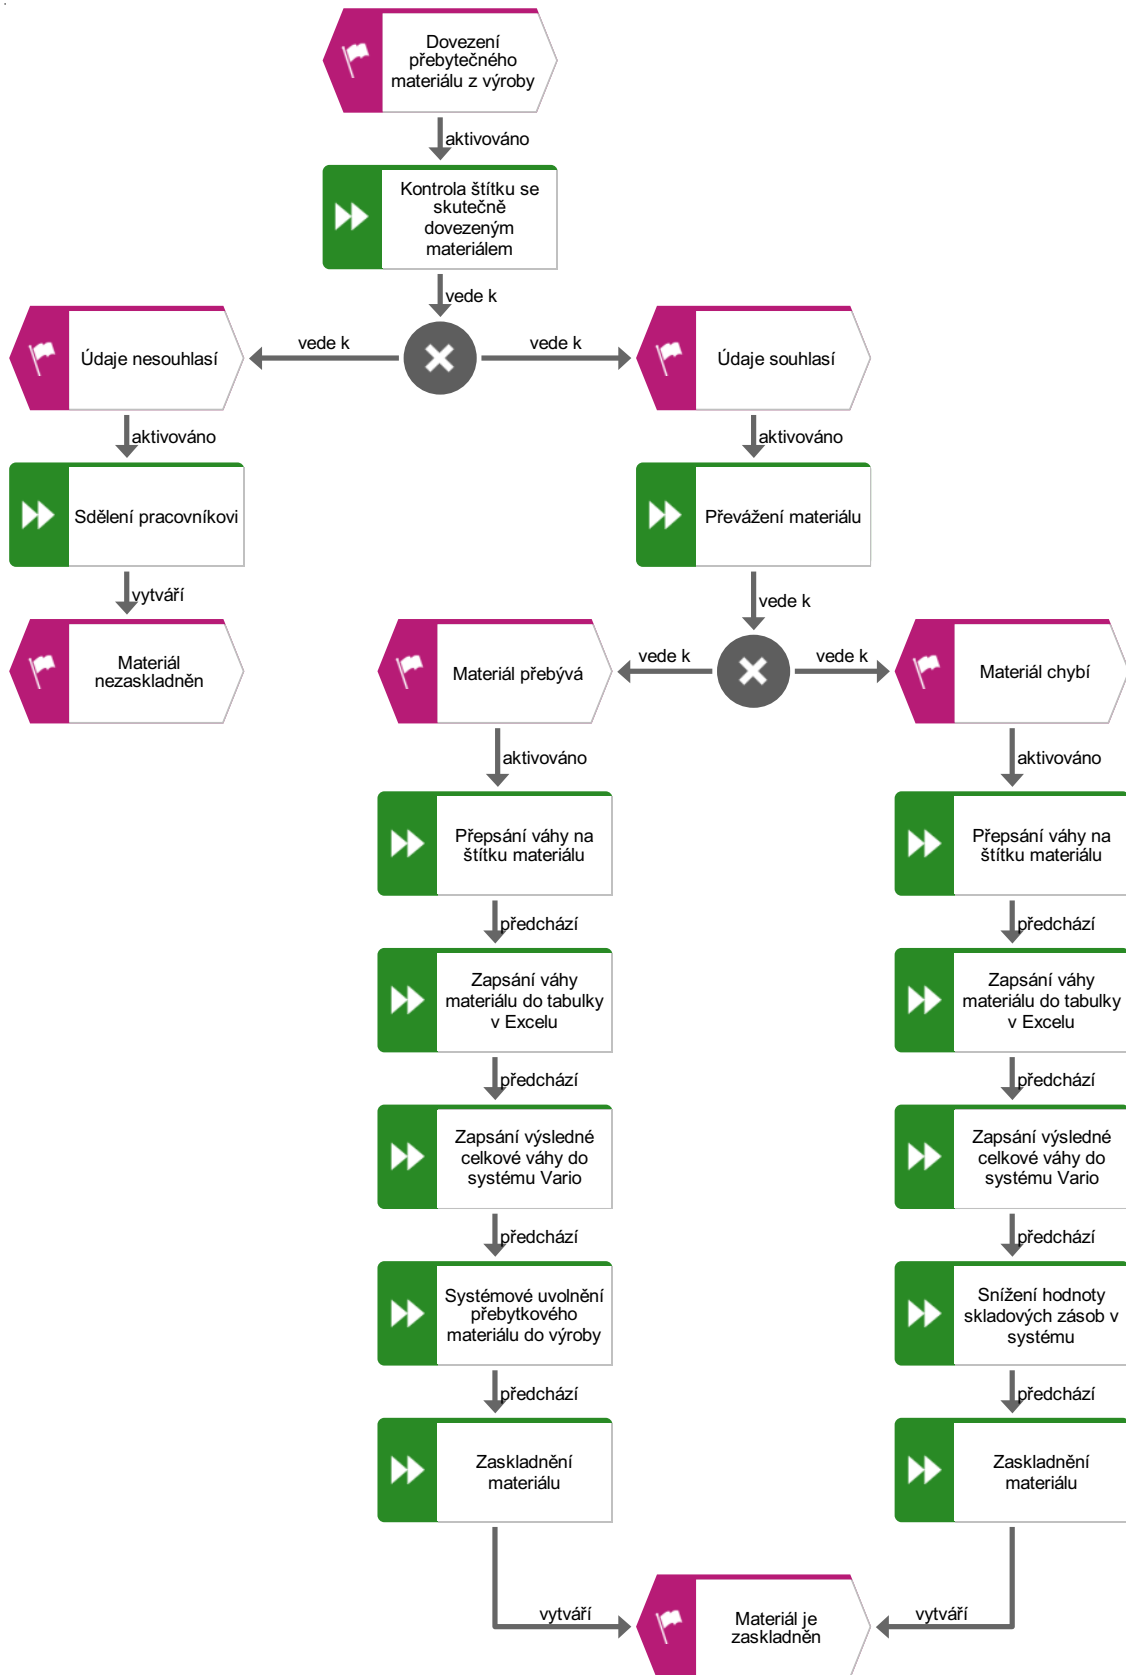 Dovezení
přebytečného
materiálu z výroby
aktivováno
Kontrola štítku se
skutečně
dovezeným
materiálem
vede k
vede k
vede k
Údaje nesouhlasí
Údaje souhlasí
aktivováno
aktivováno
Sdělení pracovníkovi
Převážení materiálu
vytváří
vede k
Materiál
nezaskladněn
vede k
vede k
Materiál přebývá
Materiál chybí
aktivováno
aktivováno
Přepsání váhy na
štítku materiálu
Přepsání váhy na
štítku materiálu
předchází
předchází
Zapsání váhy
materiálu do tabulky
v Excelu
Zapsání váhy
materiálu do tabulky
v Excelu
předchází
předchází
Zapsání výsledné
celkové váhy do
systému Vario
Zapsání výsledné
celkové váhy do
systému Vario
předchází
předchází
Systémové uvolnění
přebytkového
materiálu do výroby
Snížení hodnoty
skladových zásob v
systému
předchází
předchází
Zaskladnění
materiálu
Zaskladnění
materiálu
vytváří
vytváří
Materiál je
zaskladněn